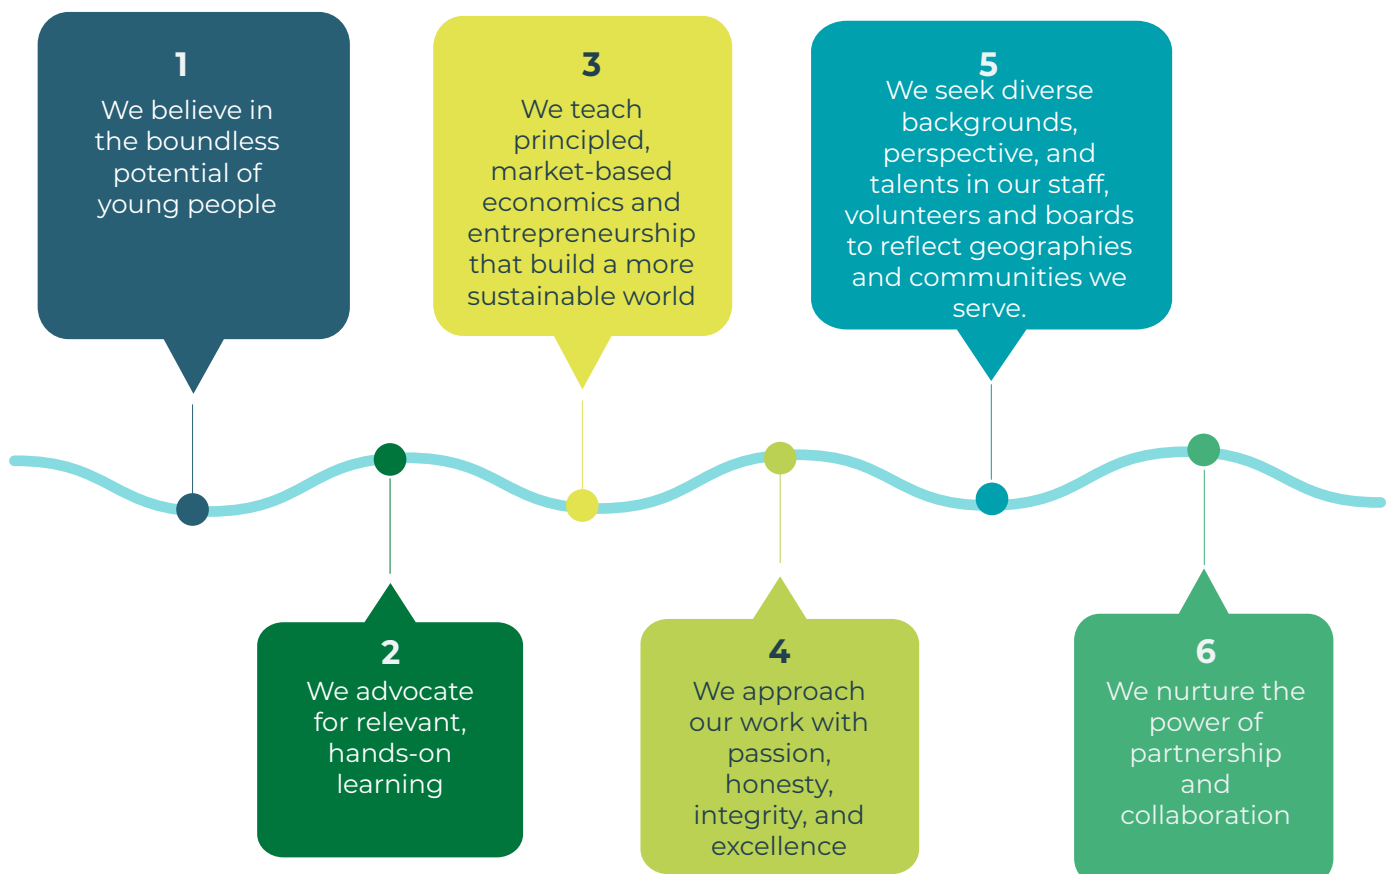 1
We believe in
the boundless
potential of
young people
2
We advocate
for relevant,
hands-on
learning
3
We teach
principled,
market-based
economics and
entrepreneurship
that build a more
sustainable world
4
We approach
our work with
passion,
honesty,
integrity, and
excellence
5
We seek diverse
backgrounds,
perspective, and
talents in our staff,
volunteers and boards
to reflect geographies
and communities we
serve.
6
We nurture the
power of
partnership
and
collaboration